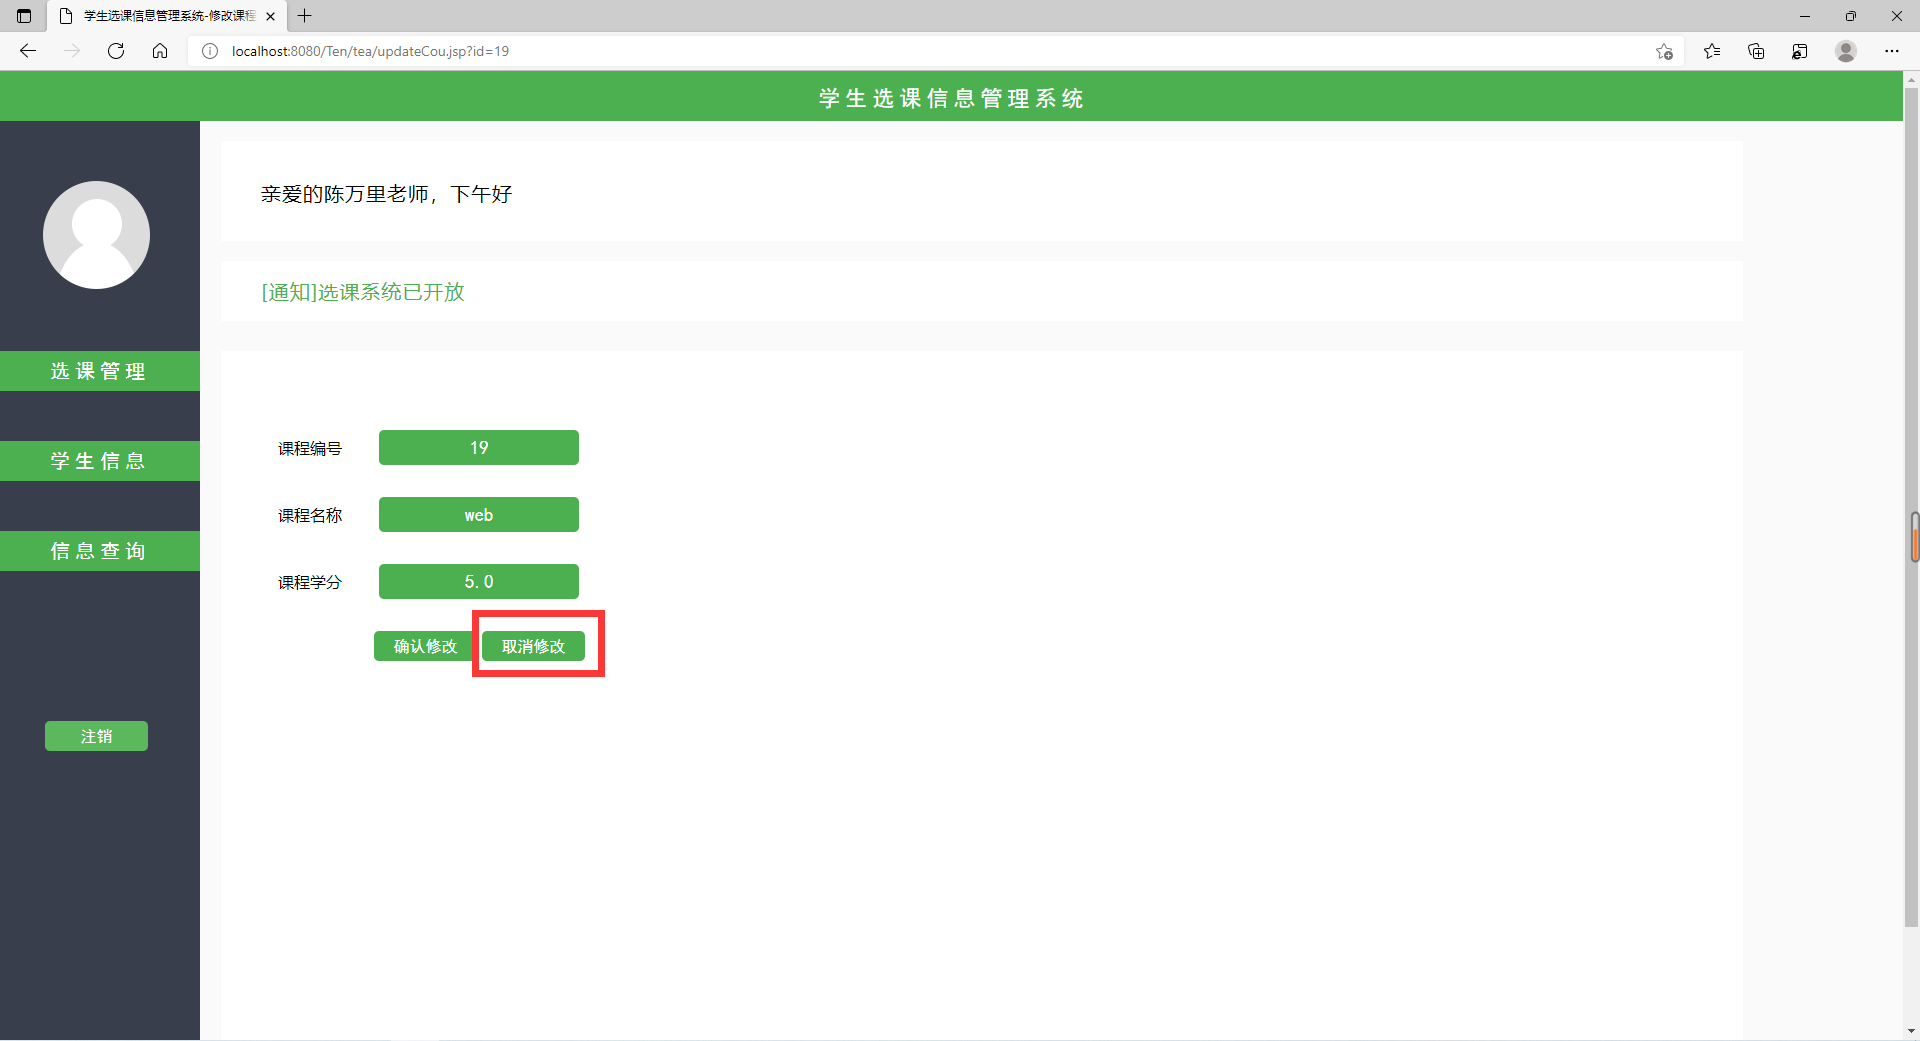 学生选课信息管理系统-修改课程
localhost:8080/Ten/tea/updateCou.jsp?id=19
学生选课信息管理系统
亲爱的陈万里老师，下午好
[通知]选课系统已开放
选课管理
学生信息
信息查询
注销
课程编号 19
课程名称 web
课程学分 5.0
确认修改 取消修改